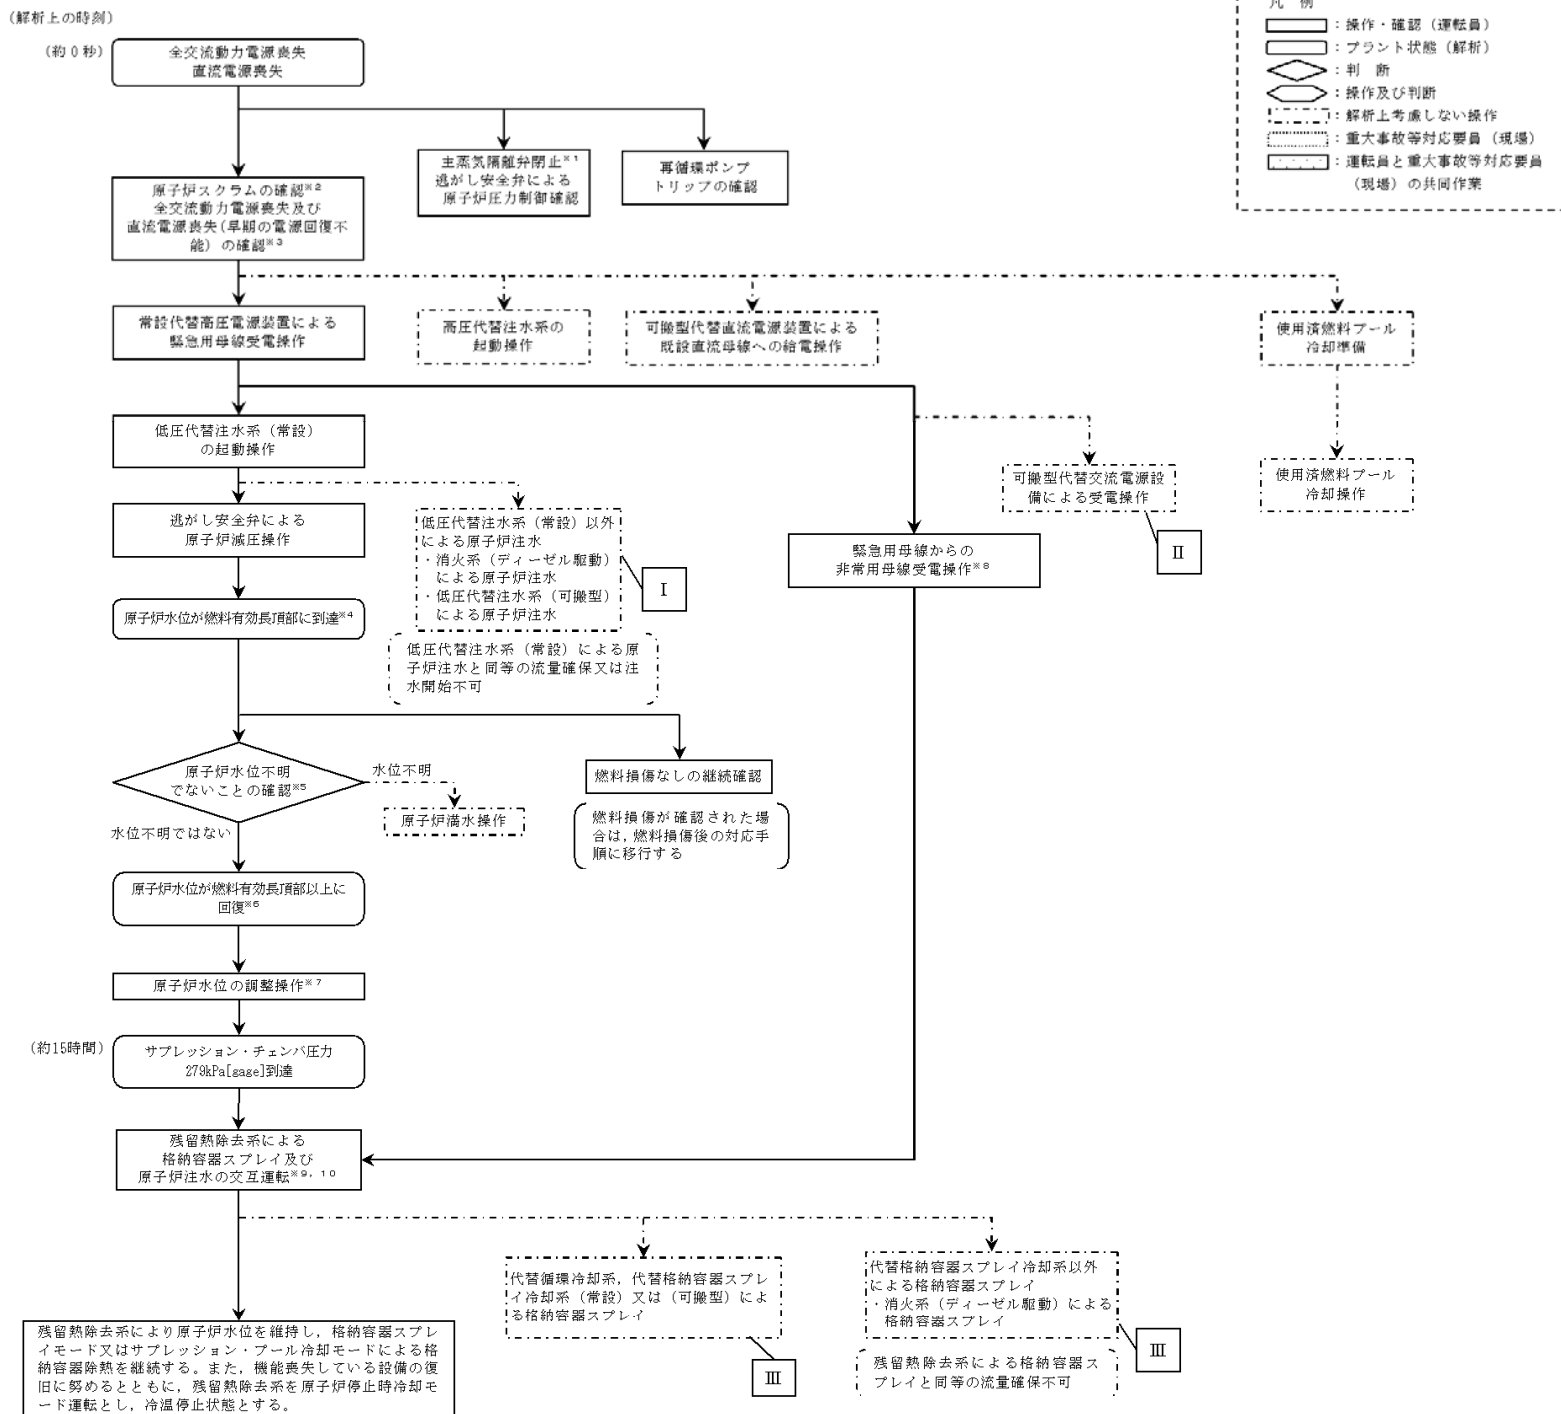 (解析上の時刻)
凡 例
：操作・確認（運転員）
：プラント状態（解析）
：判 断
：操作及び判断
：解析上考慮しない操作
：重大事故等対応要員（現場）
：運転員と重大事故等対応要員
（現場）の共同作業
(約０秒)
全交流動力電源喪失
直流電源喪失
主蒸気隔離弁閉止※１
逃がし安全弁による
原子炉圧力制御確認
再循環ポンプ
トリップの確認
原子炉スクラムの確認※２
全交流動力電源喪失及び
直流電源喪失(早期の電源回復不
能）の確認※３
常設代替高圧電源装置による
緊急用母線受電操作
高圧代替注水系の
起動操作
可搬型代替直流電源装置による
既設直流母線への給電操作
使用済燃料プール
冷却準備
低圧代替注水系（常設）
の起動操作
可搬型代替交流電源設
備による受電操作
使用済燃料プール
冷却操作
逃がし安全弁による
原子炉減圧操作
低圧代替注水系（常設）以外
による原子炉注水
・消火系（ディーゼル駆動）
による原子炉注水
・低圧代替注水系（可搬型）
による原子炉注水
Ⅰ
緊急用母線からの
非常用母線受電操作※８
Ⅱ
原子炉水位が燃料有効長頂部に到達※４
低圧代替注水系（常設）による原
子炉注水と同等の流量確保又は注
水開始不可
原子炉水位不明
でないことの確認※５
水位不明
原子炉満水操作
水位不明ではない
燃料損傷なしの継続確認
燃料損傷が確認された場
合は，燃料損傷後の対応手
順に移行する
原子炉水位が燃料有効長頂部以上に
回復※６
原子炉水位の調整操作※７
(約15時間)
サプレッション・チェンバ圧力
279kPa[gage]到達
残留熱除去系による
格納容器スプレイ及び
原子炉注水の交互運転※９，１０
代替循環冷却系，代替格納容器スプレ
イ冷却系（常設）又は（可搬型）によ
る格納容器スプレイ
Ⅲ
代替格納容器スプレイ冷却系以外
による格納容器スプレイ
・消火系（ディーゼル駆動）による
格納容器スプレイ
Ⅲ
残留熱除去系による格納容器ス
プレイと同等の流量確保不可
残留熱除去系により原子炉水位を維持し，格納容器スプレ
イモード又はサプレッション・プール冷却モードによる格
納容器除熱を継続する。また，機能喪失している設備の復
旧に努めるとともに，残留熱除去系を原子炉停止時冷却モ
ード運転とし，冷温停止状態とする。